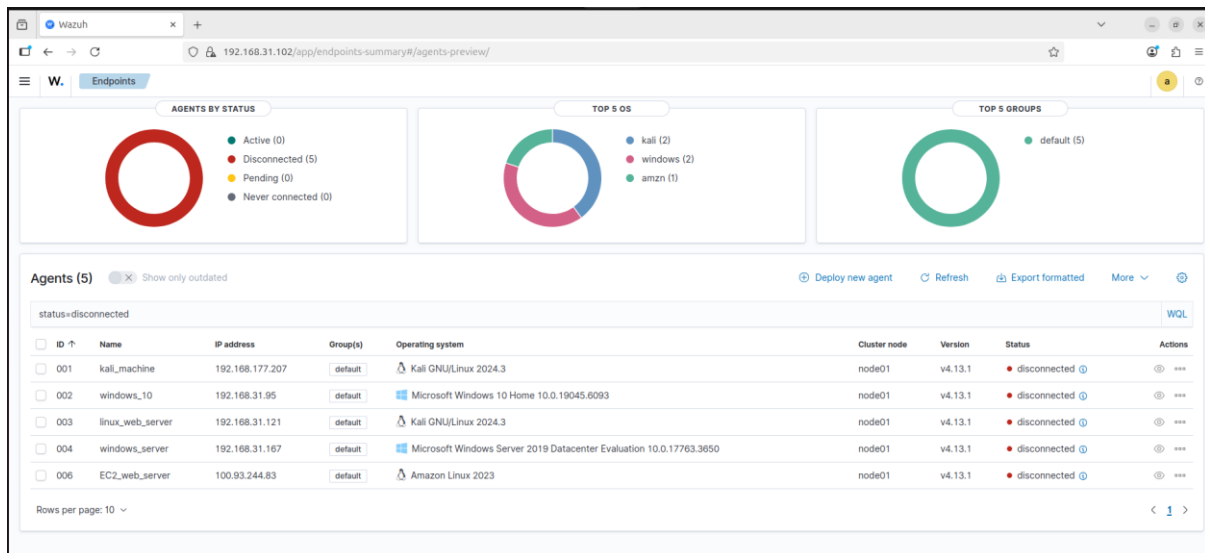 Wazuh
192.168.31.102/app/endpoints-summary#/agents-preview/
W. Endpoints a
AGENTS BY STATUS
Active (0)
Disconnected (5)
Pending (0)
Never connected (0)
TOP 5 OS
kali (2)
windows (2)
amzn (1)
TOP 5 GROUPS
default (5)
Agents (5) Show only outdated Deploy new agent Refresh Export formatted More
status=disconnected WQL
ID Name IP address Group(s) Operating system Cluster node Version Status Actions
001 kali_machine 192.168.177.207 default Kali GNU/Linux 2024.3 node01 v4.13.1 disconnected
002 windows_10 192.168.31.95 default Microsoft Windows 10 Home 10.0.19045.6093 node01 v4.13.1 disconnected
003 linux_web_server 192.168.31.121 default Kali GNU/Linux 2024.3 node01 v4.13.1 disconnected
004 windows_server 192.168.31.167 default Microsoft Windows Server 2019 Datacenter Evaluation 10.0.17763.3650 node01 v4.13.1 disconnected
006 EC2_web_server 100.93.244.83 default Amazon Linux 2023 node01 v4.13.1 disconnected
Rows per page: 10 < 1 >